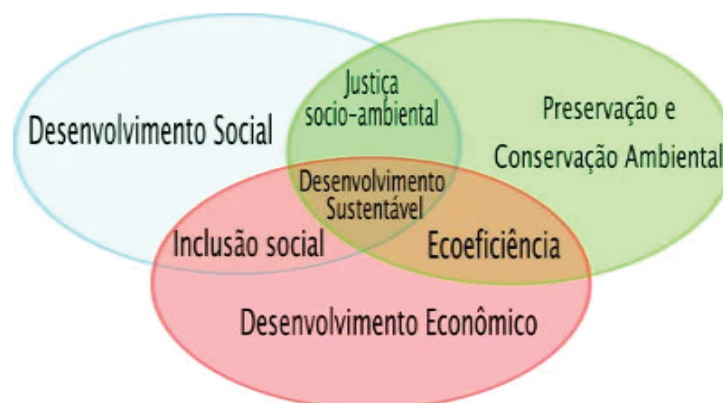 Justiça
socio-ambiental
Desenvolvimento Social
Preservação e
Conservação Ambiental
Desenvolvimento
Sustentável
Inclusão social
Ecoeficiência
Desenvolvimento Econômico